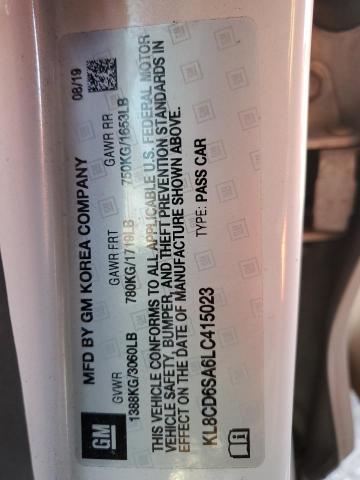 MFD BY GM KOREA COMPANY 08/19
GVWR GAWR FRT GAWR RR
1388KG/3060LB 780KG/1719LB 750KG/1653LB
THIS VEHICLE CONFORMS TO ALL APPLICABLE U.S. FEDERAL MOTOR
VEHICLE SAFETY, BUMPER, AND THEFT PREVENTION STANDARDS IN
EFFECT ON THE DATE OF MANUFACTURE SHOWN ABOVE.
KL8CD6SA6LC415023 TYPE: PASS CAR
GM